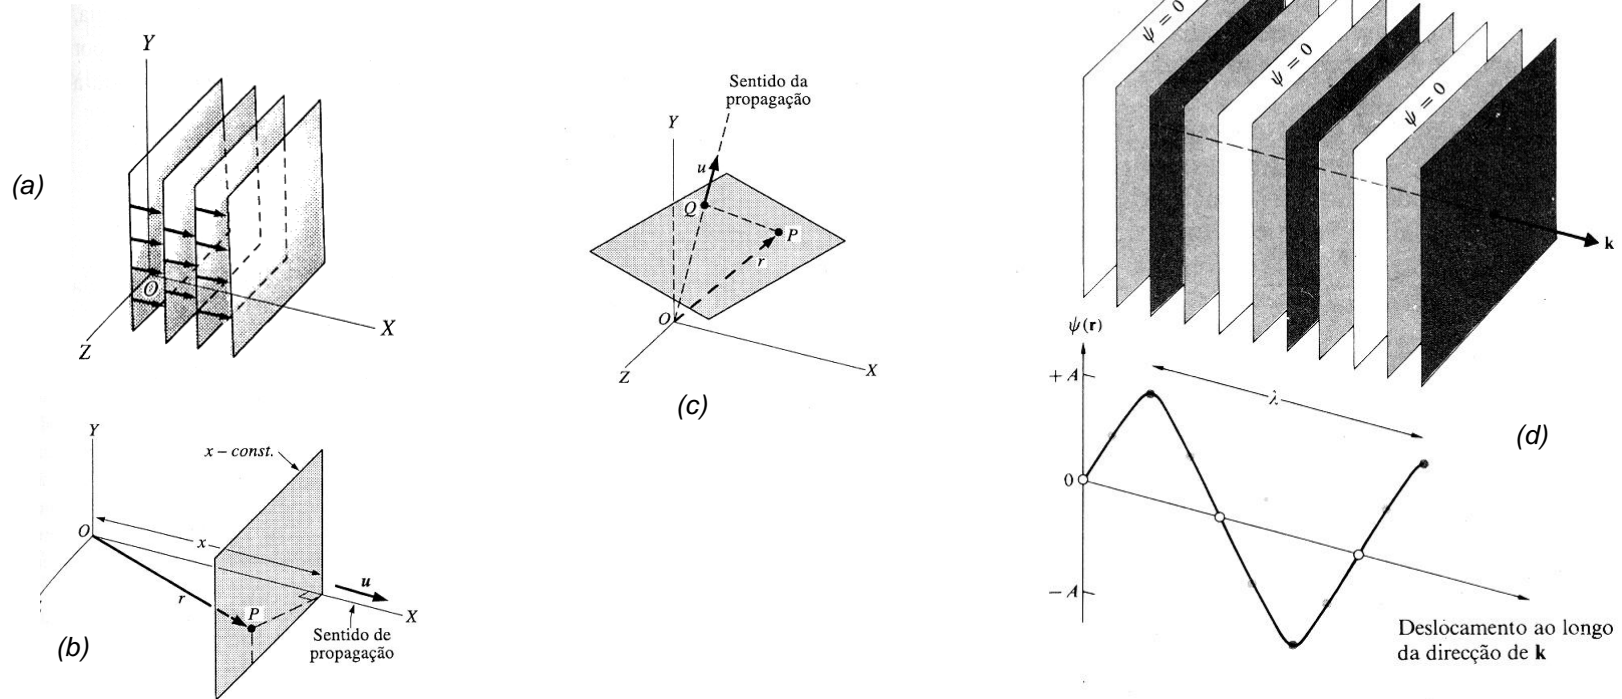 (a)
Y
O
X
Z
(b)
Y
x – const.
O
x
r
P
u
X
Sentido de
propagação
(c)
Sentido da
propagação
Y
u
Q
P
r
O
X
Z
(d)
ψ = 0
ψ = 0
ψ = 0
k
ψ(r)
+ A
λ
0
– A
Deslocamento ao longo
da direcção de k